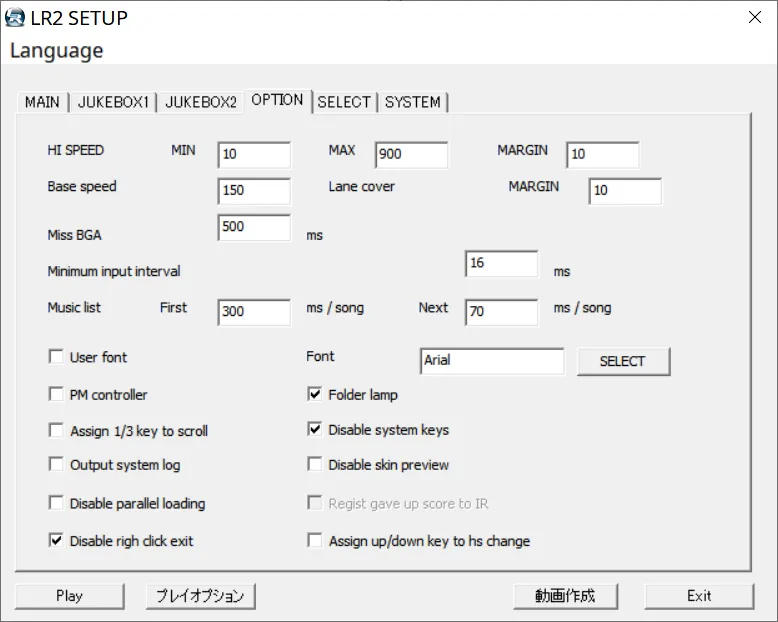 LR2 SETUP
Language
MAIN JUKEBOX1 JUKEBOX2 OPTION SELECT SYSTEM
HI SPEED MIN 10 MAX 900 MARGIN 10
Base speed 150 Lane cover MARGIN 10
Miss BGA 500 ms
Minimum input interval 16 ms
Music list First 300 ms / song Next 70 ms / song
User font Font Arial SELECT
PM controller Folder lamp
Assign 1/3 key to scroll Disable system keys
Output system log Disable skin preview
Disable parallel loading Regist gave up score to IR
Disable righ click exit Assign up/down key to hs change
Play プレイオプション 動画作成 Exit